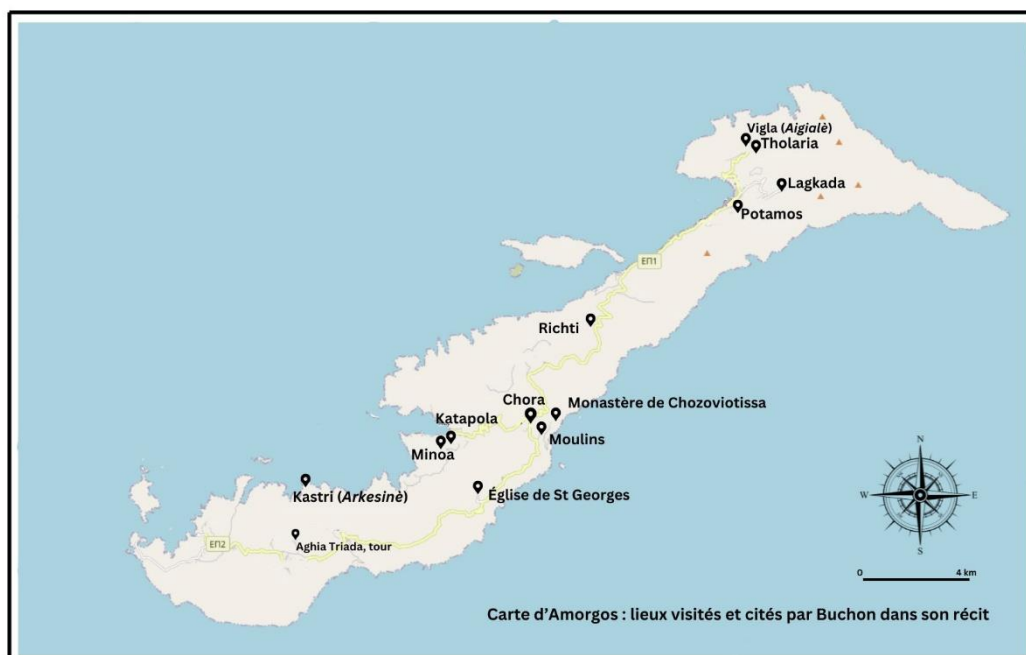 Vigla (Aigialè)
Tholaria
Lagkada
Potamos
ΕΠ1
Richti
Chora
Monastère de Chozoviotissa
Katapola
Moulins
Minoa
Kastri (Arkesinè)
Église de St Georges
ΕΠ2
Aghia Triada, tour
N
W
E
S
0 4 km
Carte d’Amorgos : lieux visités et cités par Buchon dans son récit